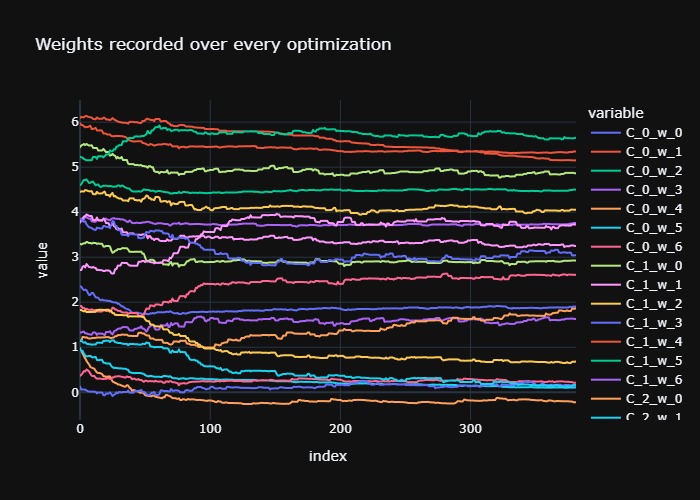 Weights recorded over every optimization
variable
C_0_w_0
C_0_w_1
C_0_w_2
C_0_w_3
C_0_w_4
C_0_w_5
C_0_w_6
C_1_w_0
C_1_w_1
C_1_w_2
C_1_w_3
C_1_w_4
C_1_w_5
C_1_w_6
C_2_w_0
C_2_w_1
value
6
5
4
3
2
1
0
0 100 200 300
index